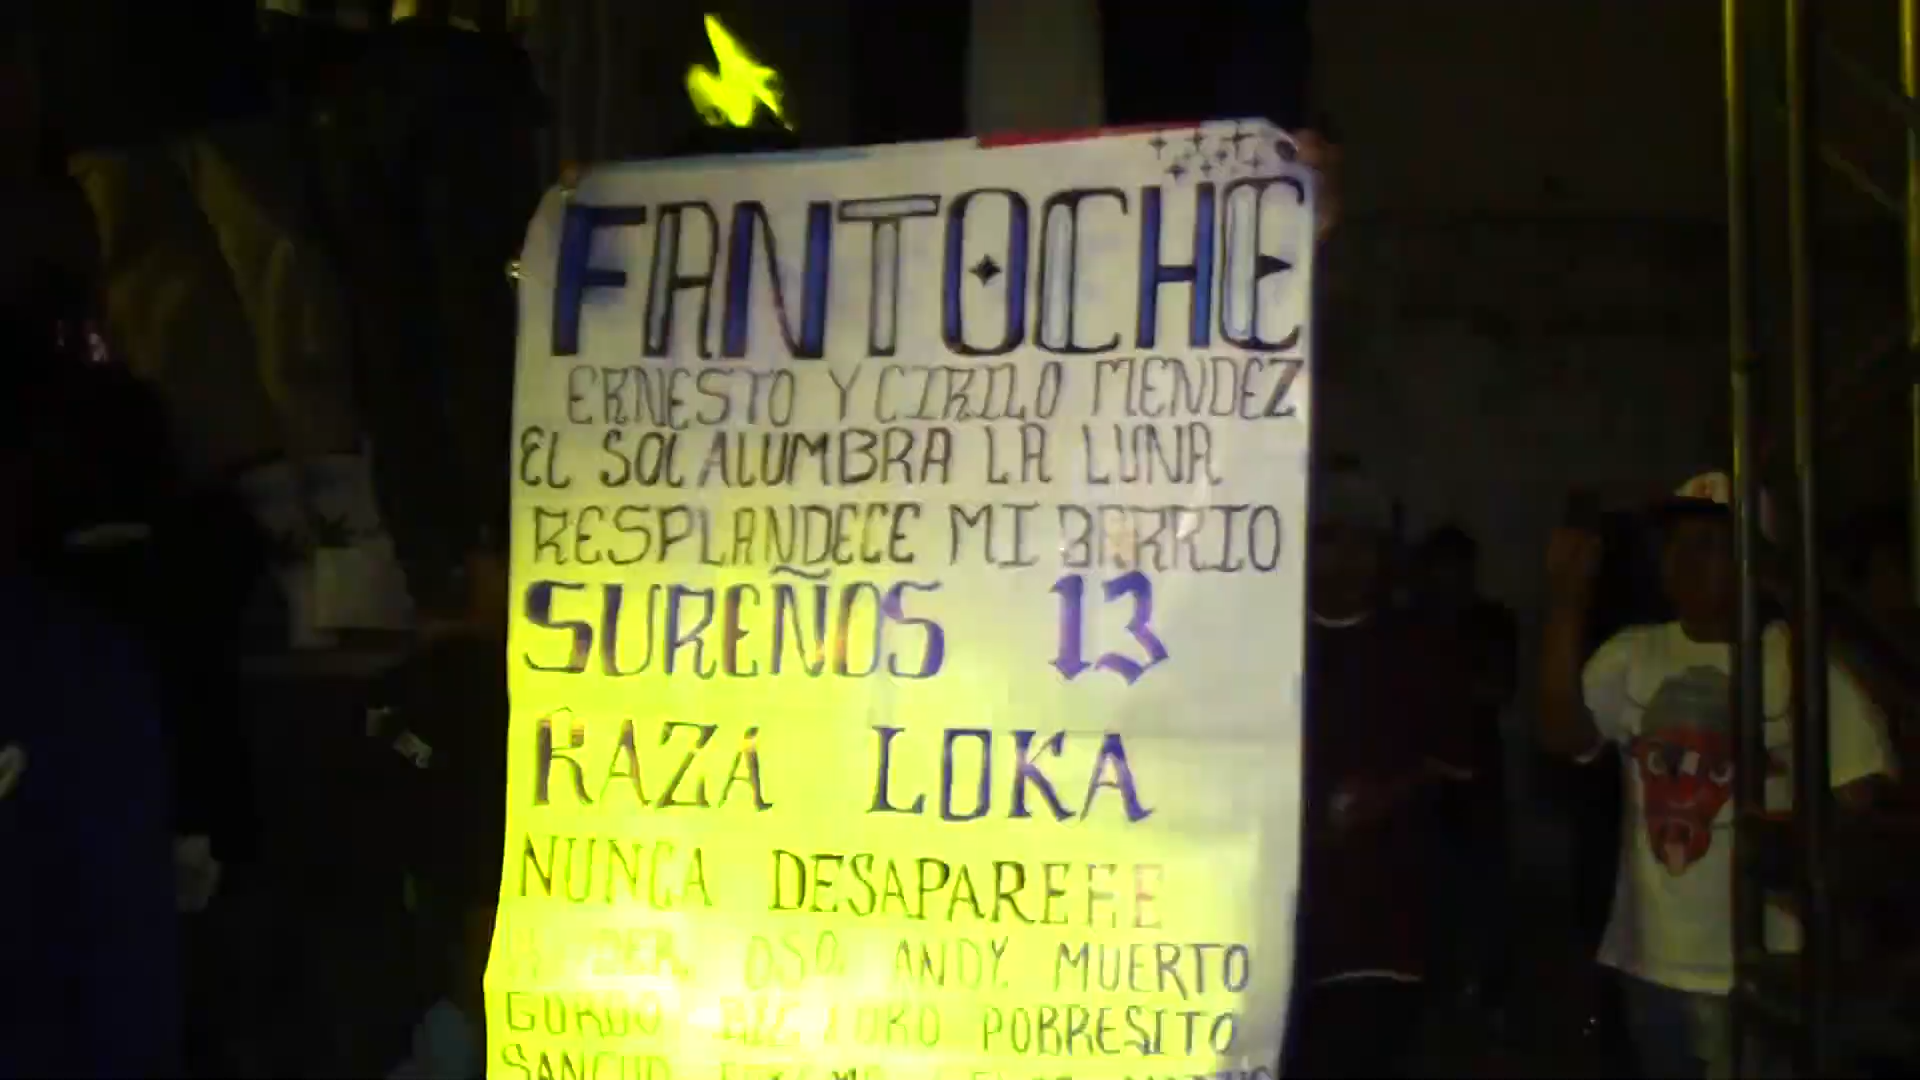 FANTOCHE
ERNESTO Y CIRILO MENDEZ
EL SOL ALUMBRA LA LUNA
RESPLANDECE MI BARRIO
SUREÑOS 13
RAZA LOKA
NUNCA DESAPAREFE
OSO. ANDY. MUERTO
GORDO POBRESITO
SANCHO